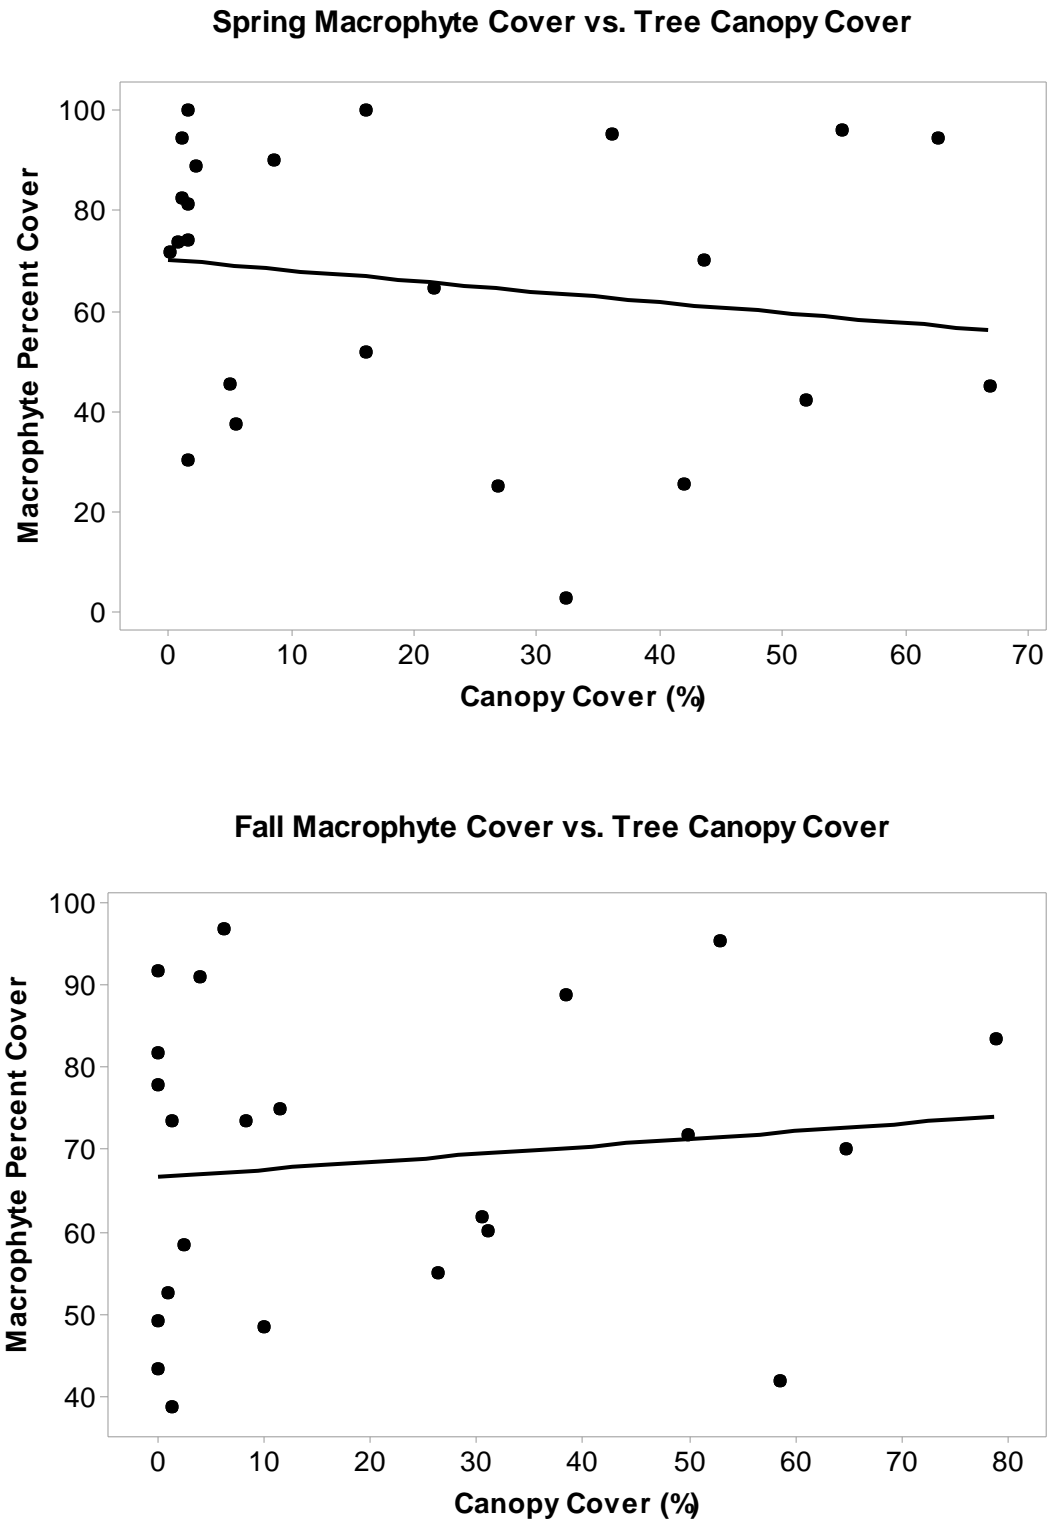 Spring Macrophyte Cover vs. Tree Canopy Cover
Macrophyte Percent Cover
100
80
60
40
20
0
0 10 20 30 40 50 60 70
Canopy Cover (%)
Fall Macrophyte Cover vs. Tree Canopy Cover
Macrophyte Percent Cover
100
90
80
70
60
50
40
0 10 20 30 40 50 60 70 80
Canopy Cover (%)